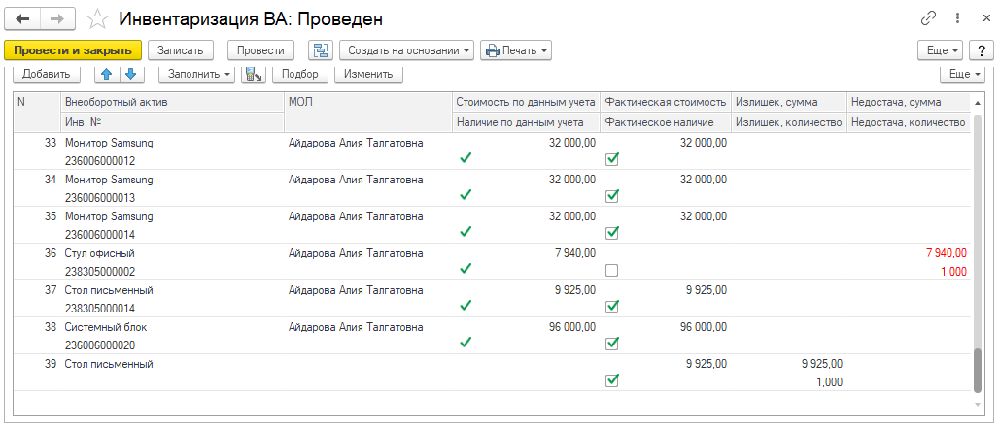 Инвентаризация ВА: Проведен
Провести и закрыть Записать Провести Создать на основании Печать Еще ?
Добавить Заполнить Подбор Изменить Еще
N Внеоборотный актив МОЛ Стоимость по данным учета Фактическая стоимость Излишек, сумма Недостача, сумма
Инв. № Наличие по данным учета Фактическое наличие Излишек, количество Недостача, количество
33 Монитор Samsung Айдарова Алия Талгатовна 32 000,00 32 000,00
236006000012
34 Монитор Samsung Айдарова Алия Талгатовна 32 000,00 32 000,00
236006000013
35 Монитор Samsung Айдарова Алия Талгатовна 32 000,00 32 000,00
236006000014
36 Стул офисный Айдарова Алия Талгатовна 7 940,00 7 940,00
238305000002 1,000
37 Стол письменный Айдарова Алия Талгатовна 9 925,00 9 925,00
238305000014
38 Системный блок Айдарова Алия Талгатовна 96 000,00 96 000,00
236006000020
39 Стол письменный 9 925,00 9 925,00
1,000